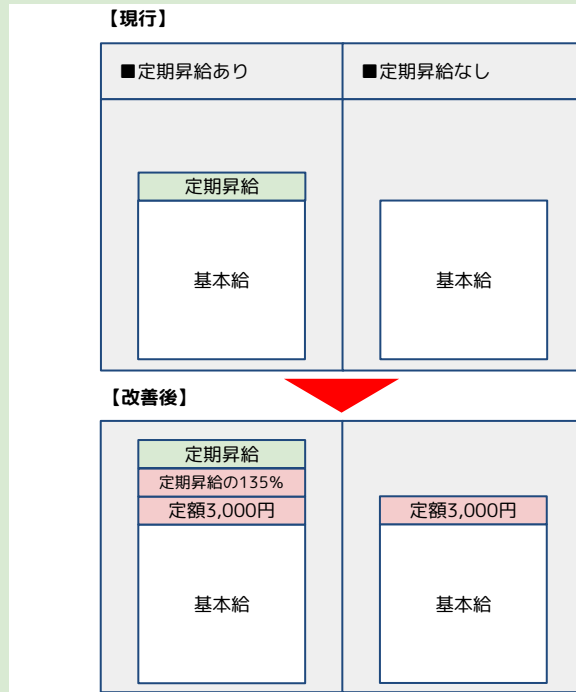 【現行】
■定期昇給あり
■定期昇給なし
定期昇給
基本給
基本給
【改善後】
定期昇給
定期昇給の135%
定額3,000円
定額3,000円
基本給
基本給